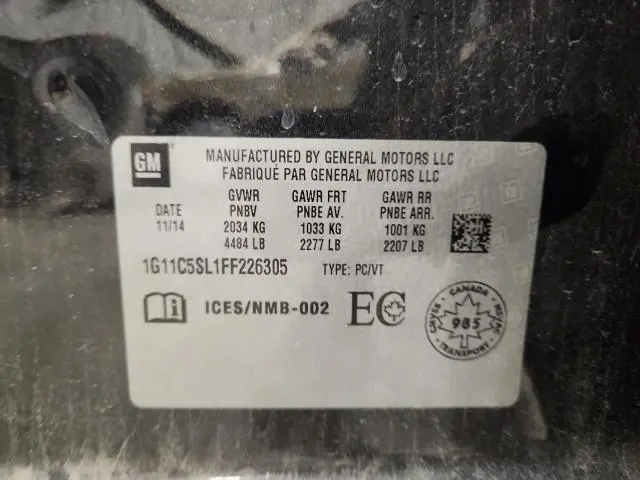 GM
MANUFACTURED BY GENERAL MOTORS LLC
FABRIQUÉ PAR GENERAL MOTORS LLC
GVWR GAWR FRT GAWR RR
DATE PNBV PNBE AV. PNBE ARR.
11/14 2034 KG 1033 KG 1001 KG
4484 LB 2277 LB 2207 LB
1G11C5SL1FF226305 TYPE: PC/VT
ICES/NMB-002 EC
CANADA
CMVSS 985 NSVAC
TRANSPORT